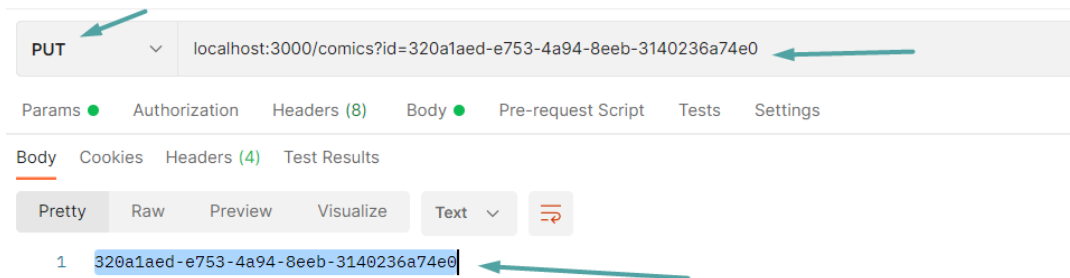 PUT localhost:3000/comics?id=320a1aed-e753-4a94-8eeb-3140236a74e0
Params Authorization Headers (8) Body Pre-request Script Tests Settings
Body Cookies Headers (4) Test Results
Pretty Raw Preview Visualize Text
1 320a1aed-e753-4a94-8eeb-3140236a74e0